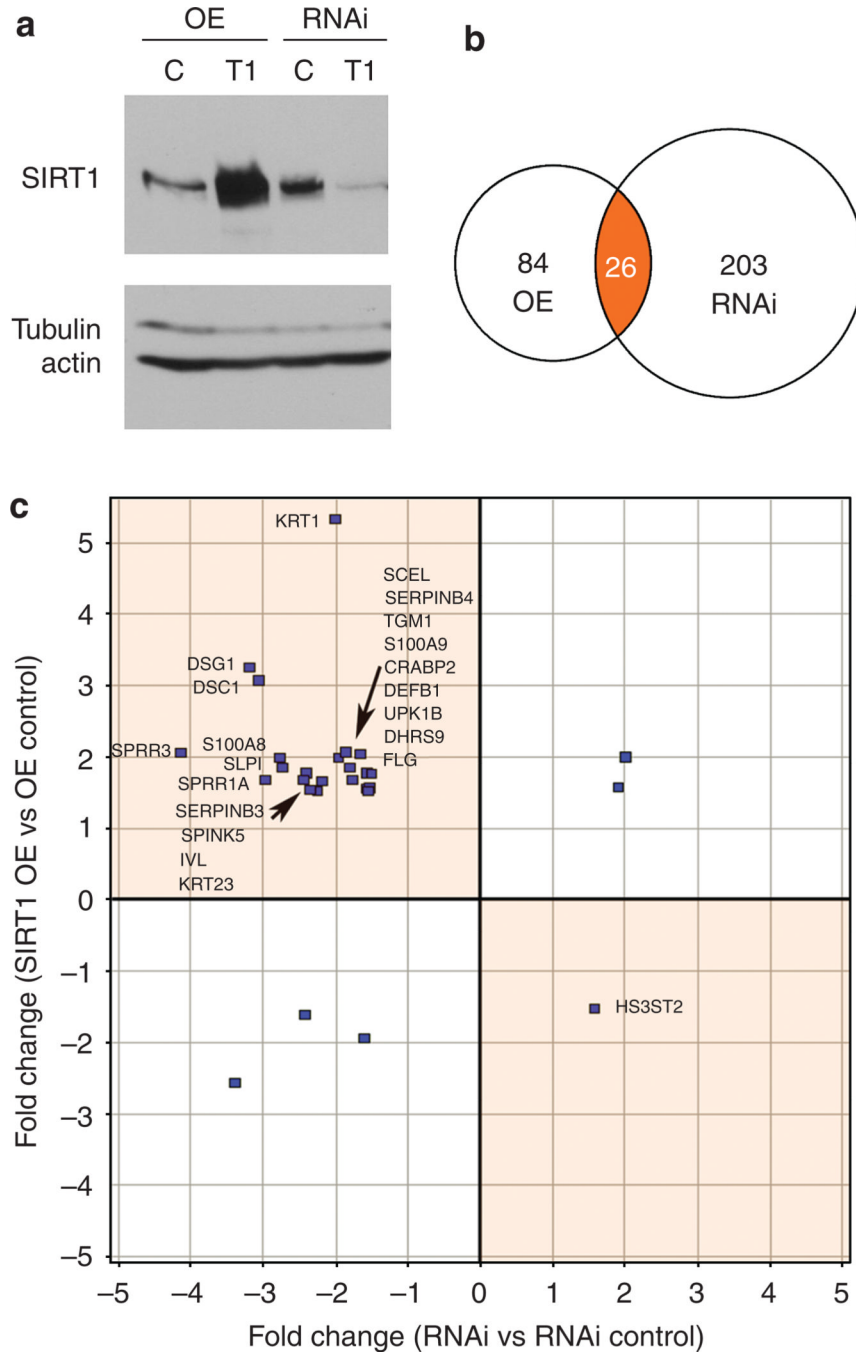 a
OE RNAi
C T1 C T1
SIRT1
Tubulin
actin
b
84
OE
26
203
RNAi
c
Fold change (SIRT1 OE vs OE control)
5
4
3
2
1
0
–1
–2
–3
–4
–5
KRT1
SCEL
SERPINB4
TGM1
S100A9
CRABP2
DEFB1
UPK1B
DHRS9
FLG
DSG1
DSC1
SPRR3
S100A8
SLPI
SPRR1A
SERPINB3
SPINK5
IVL
KRT23
HS3ST2
–5 –4 –3 –2 –1 0 1 2 3 4 5
Fold change (RNAi vs RNAi control)